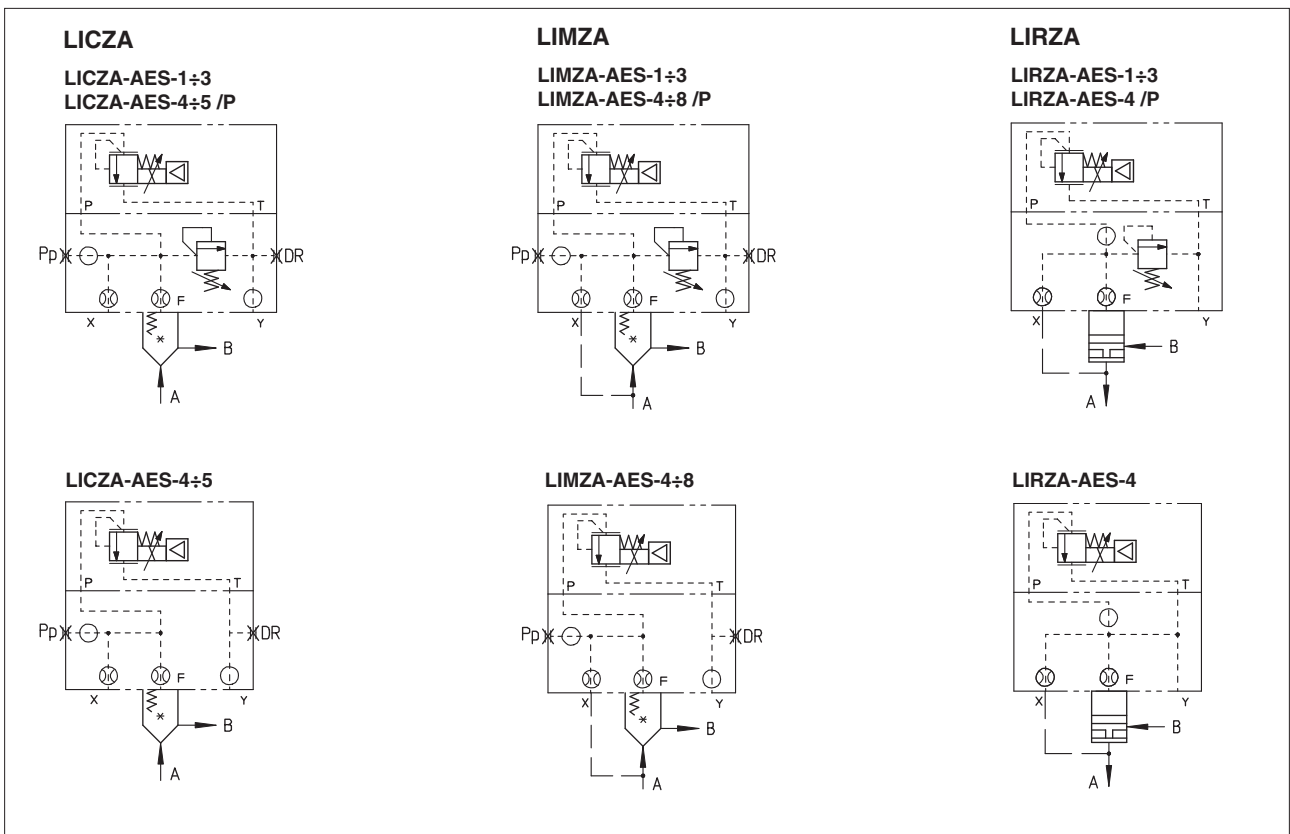 LICZA
LICZA-AES-1÷3
LICZA-AES-4÷5 /P
P
T
Pp
DR
F
X
Y
B
A
LIMZA
LIMZA-AES-1÷3
LIMZA-AES-4÷8 /P
P
T
Pp
DR
F
X
Y
B
A
LIRZA
LIRZA-AES-1÷3
LIRZA-AES-4 /P
P
T
F
X
Y
B
A
LICZA-AES-4÷5
P
T
Pp
DR
F
X
Y
B
A
LIMZA-AES-4÷8
P
T
Pp
DR
F
X
Y
B
A
LIRZA-AES-4
P
T
F
X
Y
B
A